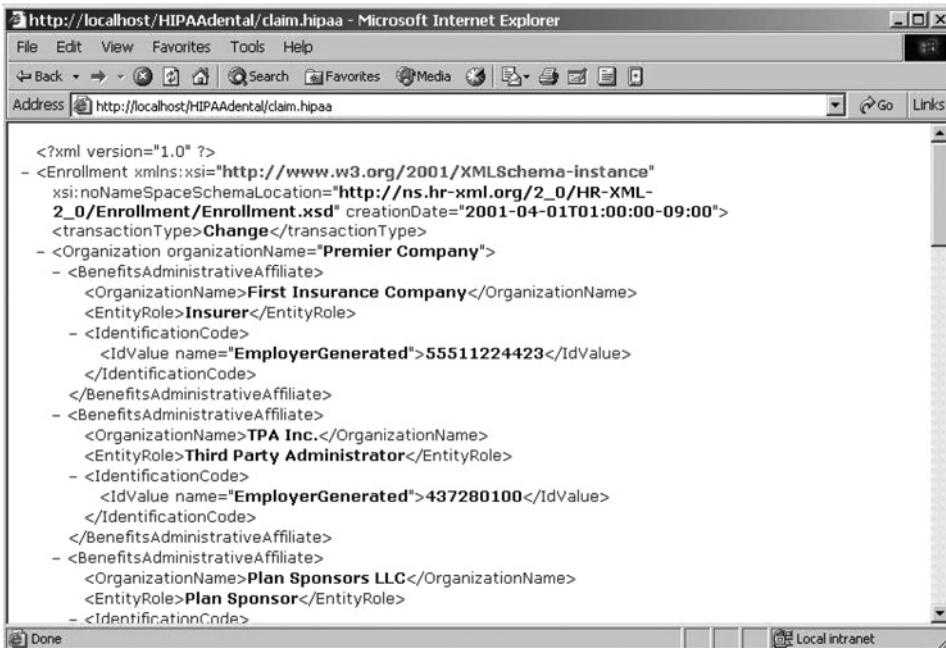 http://localhost/HIPAAdental/claim.hipaa - Microsoft Internet Explorer
File Edit View Favorites Tools Help
Back Search Favorites Media
Address http://localhost/HIPAAdental/claim.hipaa Go Links
<?xml version="1.0" ?>
– <Enrollment xmlns:xsi="http://www.w3.org/2001/XMLSchema-instance"
xsi:noNameSpaceSchemaLocation="http://ns.hr-xml.org/2_0/HR-XML-
2_0/Enrollment/Enrollment.xsd" creationDate="2001-04-01T01:00:00-09:00">
<transactionType>Change</transactionType>
– <Organization organizationName="Premier Company">
– <BenefitsAdministrativeAffiliate>
<OrganizationName>First Insurance Company</OrganizationName>
<EntityRole>Insurer</EntityRole>
– <IdentificationCode>
<IdValue name="EmployerGenerated">55511224423</IdValue>
</IdentificationCode>
</BenefitsAdministrativeAffiliate>
– <BenefitsAdministrativeAffiliate>
<OrganizationName>TPA Inc.</OrganizationName>
<EntityRole>Third Party Administrator</EntityRole>
– <IdentificationCode>
<IdValue name="EmployerGenerated">437280100</IdValue>
</IdentificationCode>
</BenefitsAdministrativeAffiliate>
– <BenefitsAdministrativeAffiliate>
<OrganizationName>Plan Sponsors LLC</OrganizationName>
<EntityRole>Plan Sponsor</EntityRole>
– <IdentificationCode>
Done Local intranet